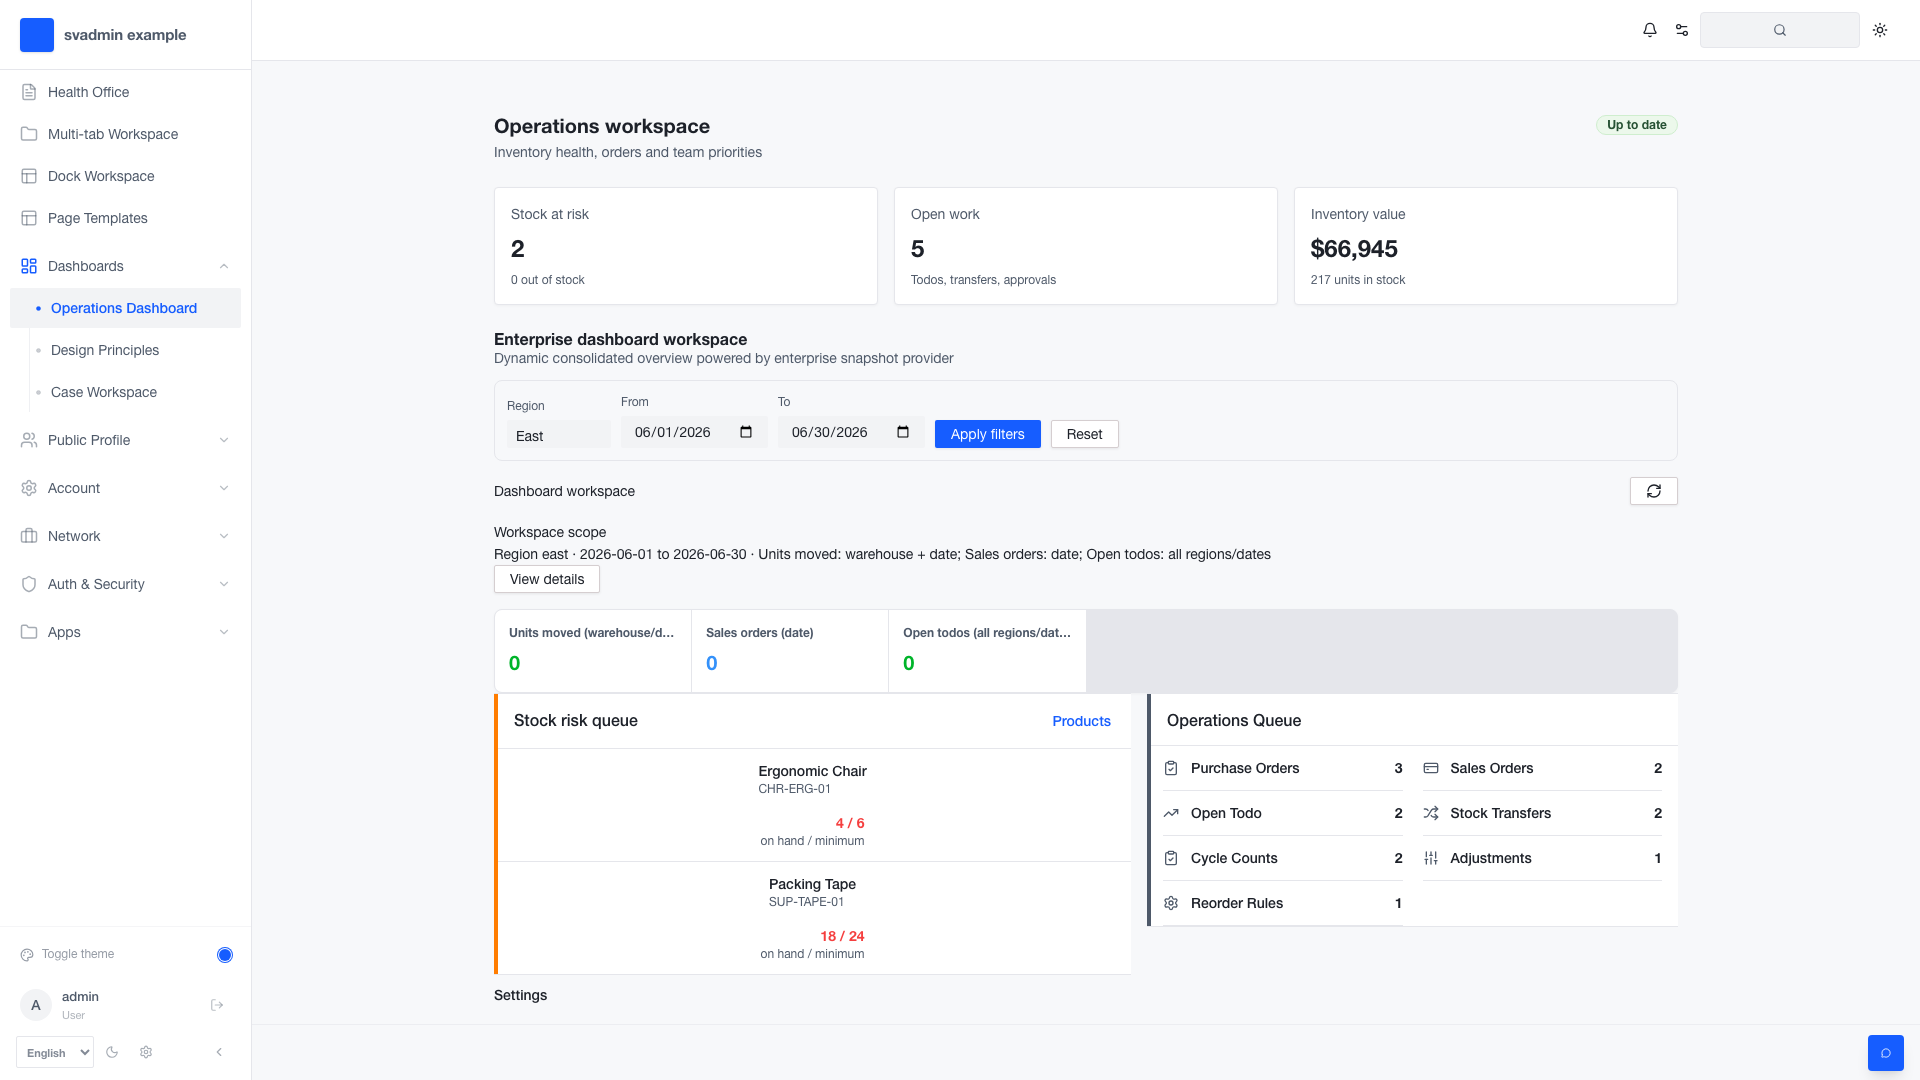 svadmin example
Health Office
Multi-tab Workspace
Dock Workspace
Page Templates
Dashboards
Operations Dashboard
Design Principles
Case Workspace
Public Profile
Account
Network
Auth & Security
Apps
Toggle theme
A
admin
User
English
Operations workspace
Up to date
Inventory health, orders and team priorities
Stock at risk
2
0 out of stock
Open work
5
Todos, transfers, approvals
Inventory value
$66,945
217 units in stock
Enterprise dashboard workspace
Dynamic consolidated overview powered by enterprise snapshot provider
Region
East
From
06/01/2026
To
06/30/2026
Apply filters
Reset
Dashboard workspace
Workspace scope
Region east · 2026-06-01 to 2026-06-30 · Units moved: warehouse + date; Sales orders: date; Open todos: all regions/dates
View details
Units moved (warehouse/d...
0
Sales orders (date)
0
Open todos (all regions/dat...
0
Stock risk queue
Products
Ergonomic Chair
CHR-ERG-01
4 / 6
on hand / minimum
Packing Tape
SUP-TAPE-01
18 / 24
on hand / minimum
Operations Queue
Purchase Orders 3
Sales Orders 2
Open Todo 2
Stock Transfers 2
Cycle Counts 2
Adjustments 1
Reorder Rules 1
Settings